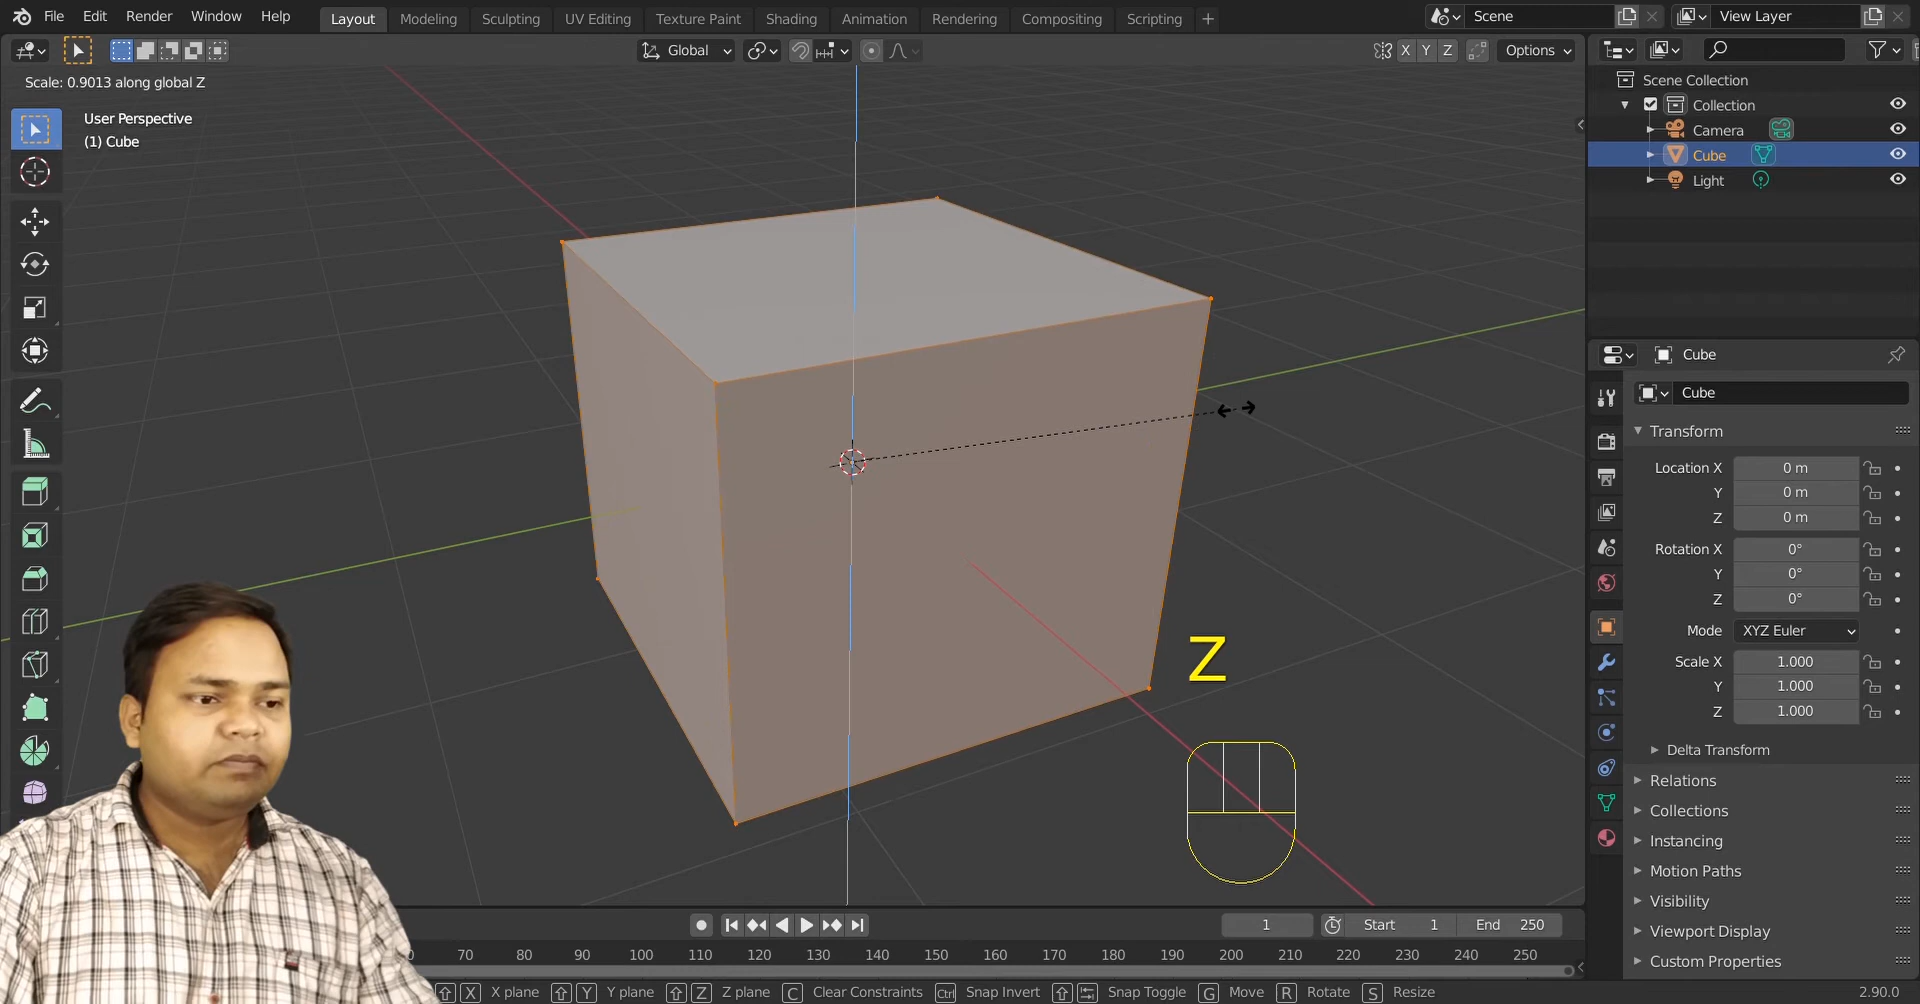 File Edit Render Window Help Layout Modeling Sculpting UV Editing Texture Paint Shading Animation Rendering Compositing Scripting + Scene View Layer
Global X Y Z Options
Scale: 0.9013 along global Z
User Perspective
(1) Cube
Scene Collection
Collection
Camera
Cube
Light
Cube
Cube
Transform
Location X 0 m
Y 0 m
Z 0 m
Rotation X 0°
Y 0°
Z 0°
Mode XYZ Euler
Scale X 1.000
Y 1.000
Z 1.000
Delta Transform
Relations
Collections
Instancing
Motion Paths
Visibility
Viewport Display
Custom Properties
Z
1 Start 1 End 250
70 80 90 100 110 120 130 140 150 160 170 180 190 200 210 220 230 240 250
X X plane Y Y plane Z Z plane C Clear Constraints Ctrl Snap Invert Snap Toggle G Move R Rotate S Resize 2.90.0